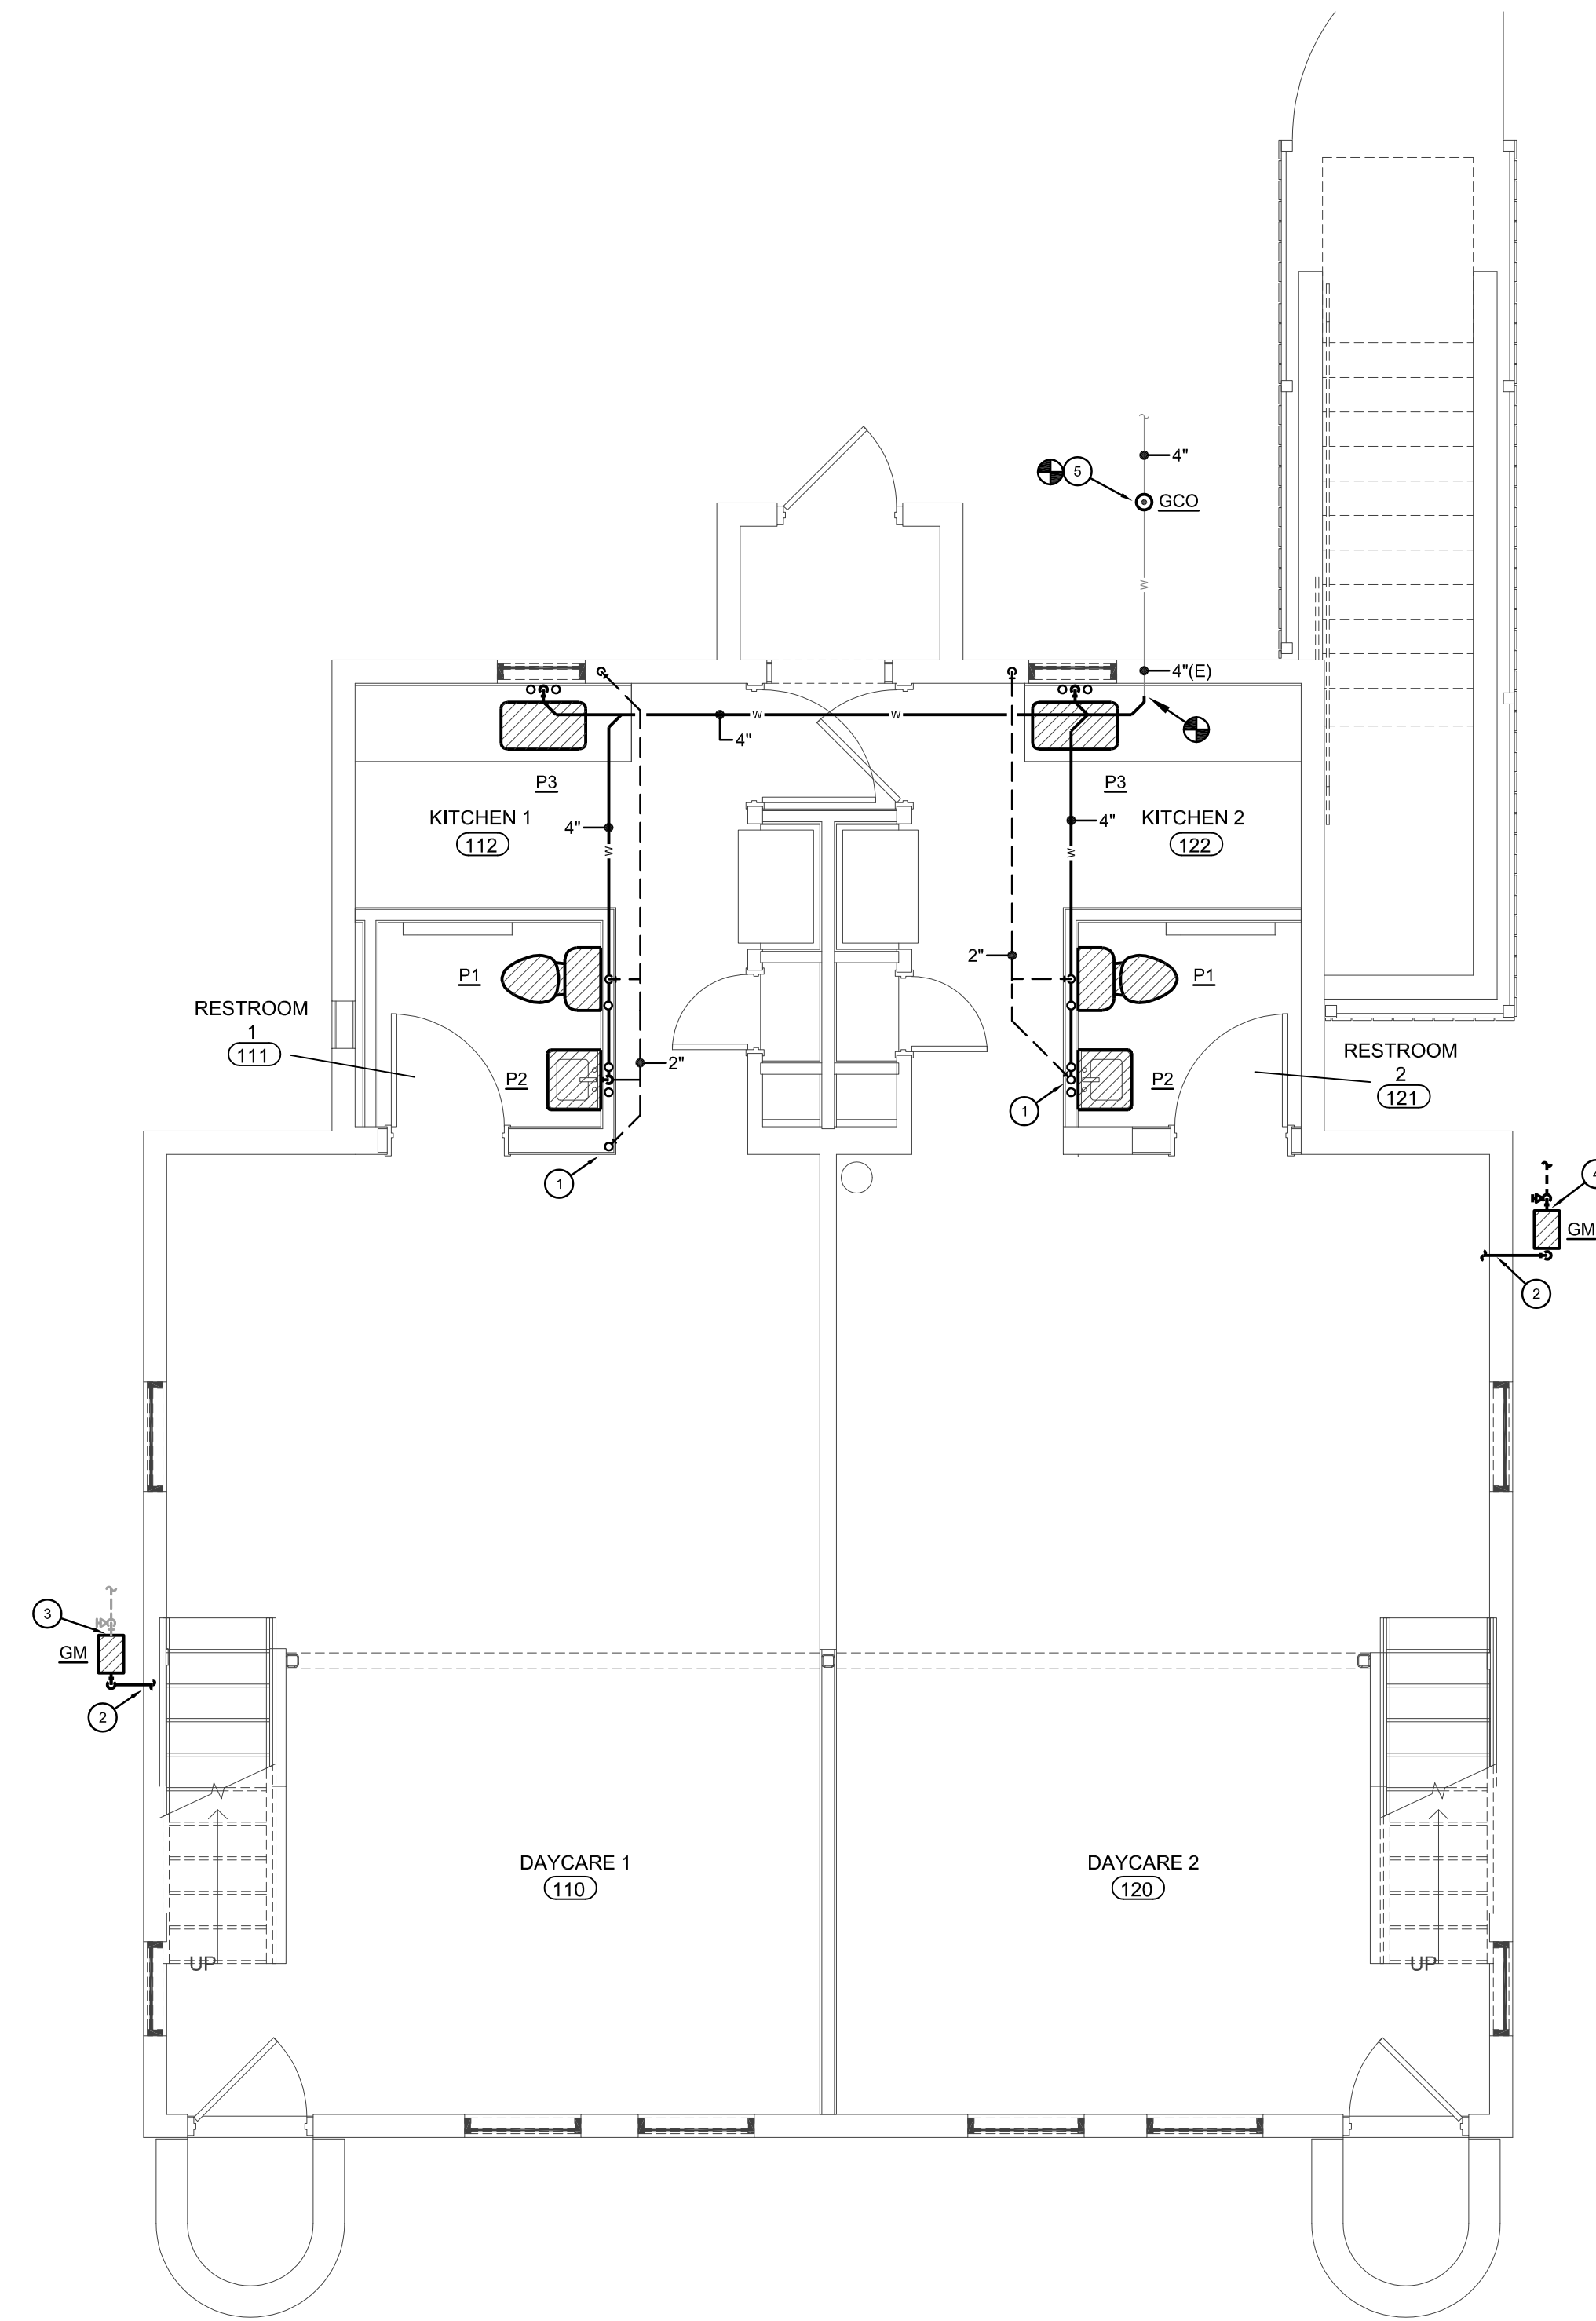 4"
5
GCO
W
4"(E)
W
W
4"
P3
P3
KITCHEN 1
112
4"
KITCHEN 2
122
4"
W
W
2"
P1
P1
RESTROOM
1
111
RESTROOM
2
121
2"
P2
P2
1
1
4
GM
2
3
GM
2
DAYCARE 1
110
DAYCARE 2
120
UP
UP